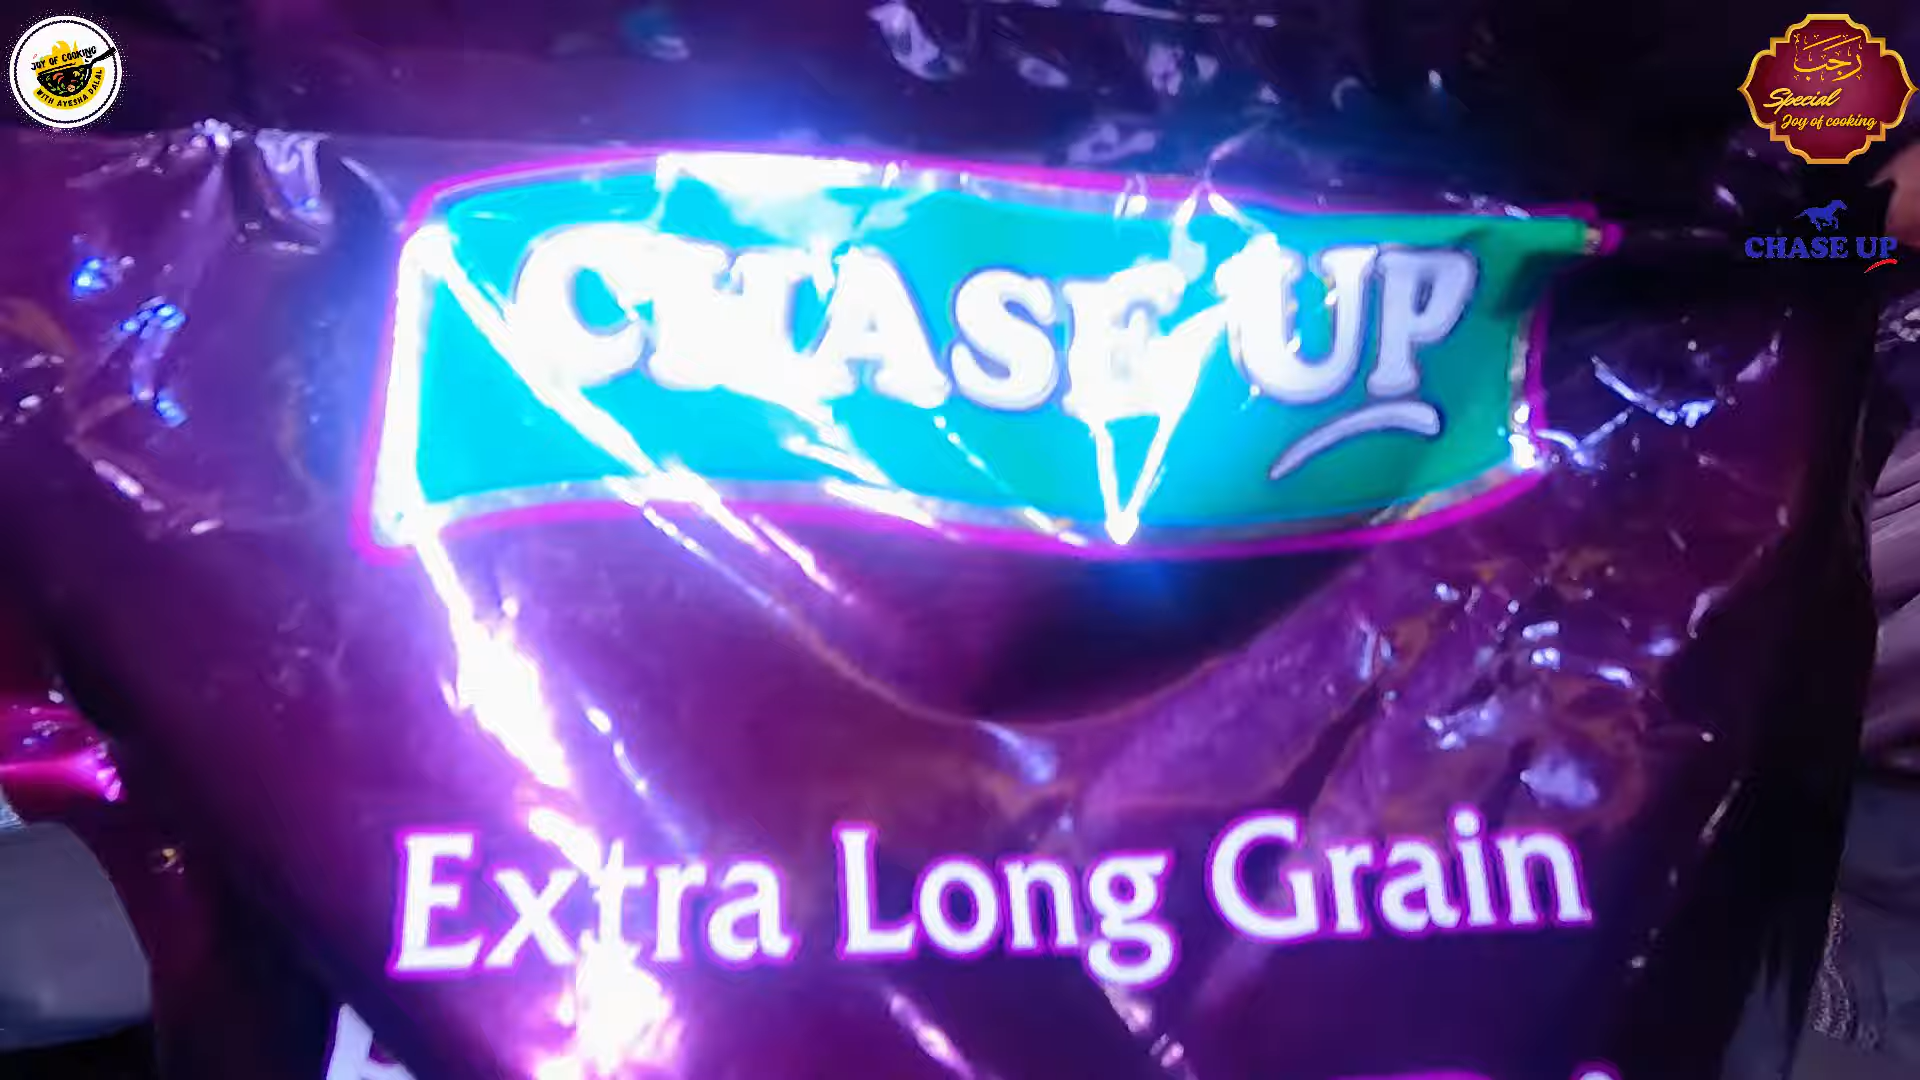 JOY OF COOKING
WITH AYESHA DALAL
رجب
Special
Joy of cooking
CHASE UP
CHASE UP
Extra Long Grain